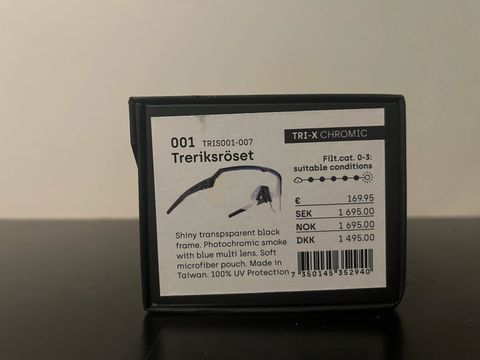 001 TRIS001-007
Treriksröset
TRI-X CHROMIC
Filt.cat. 0-3:
suitable conditions
€ 169.95
SEK 1 695.00
NOK 1 695.00
DKK 1 495.00
Shiny transpsparent black
frame. Photochromic smoke
with blue multi lens. Soft
microfiber pouch. Made in
Taiwan. 100% UV Protection
7 350145 352940